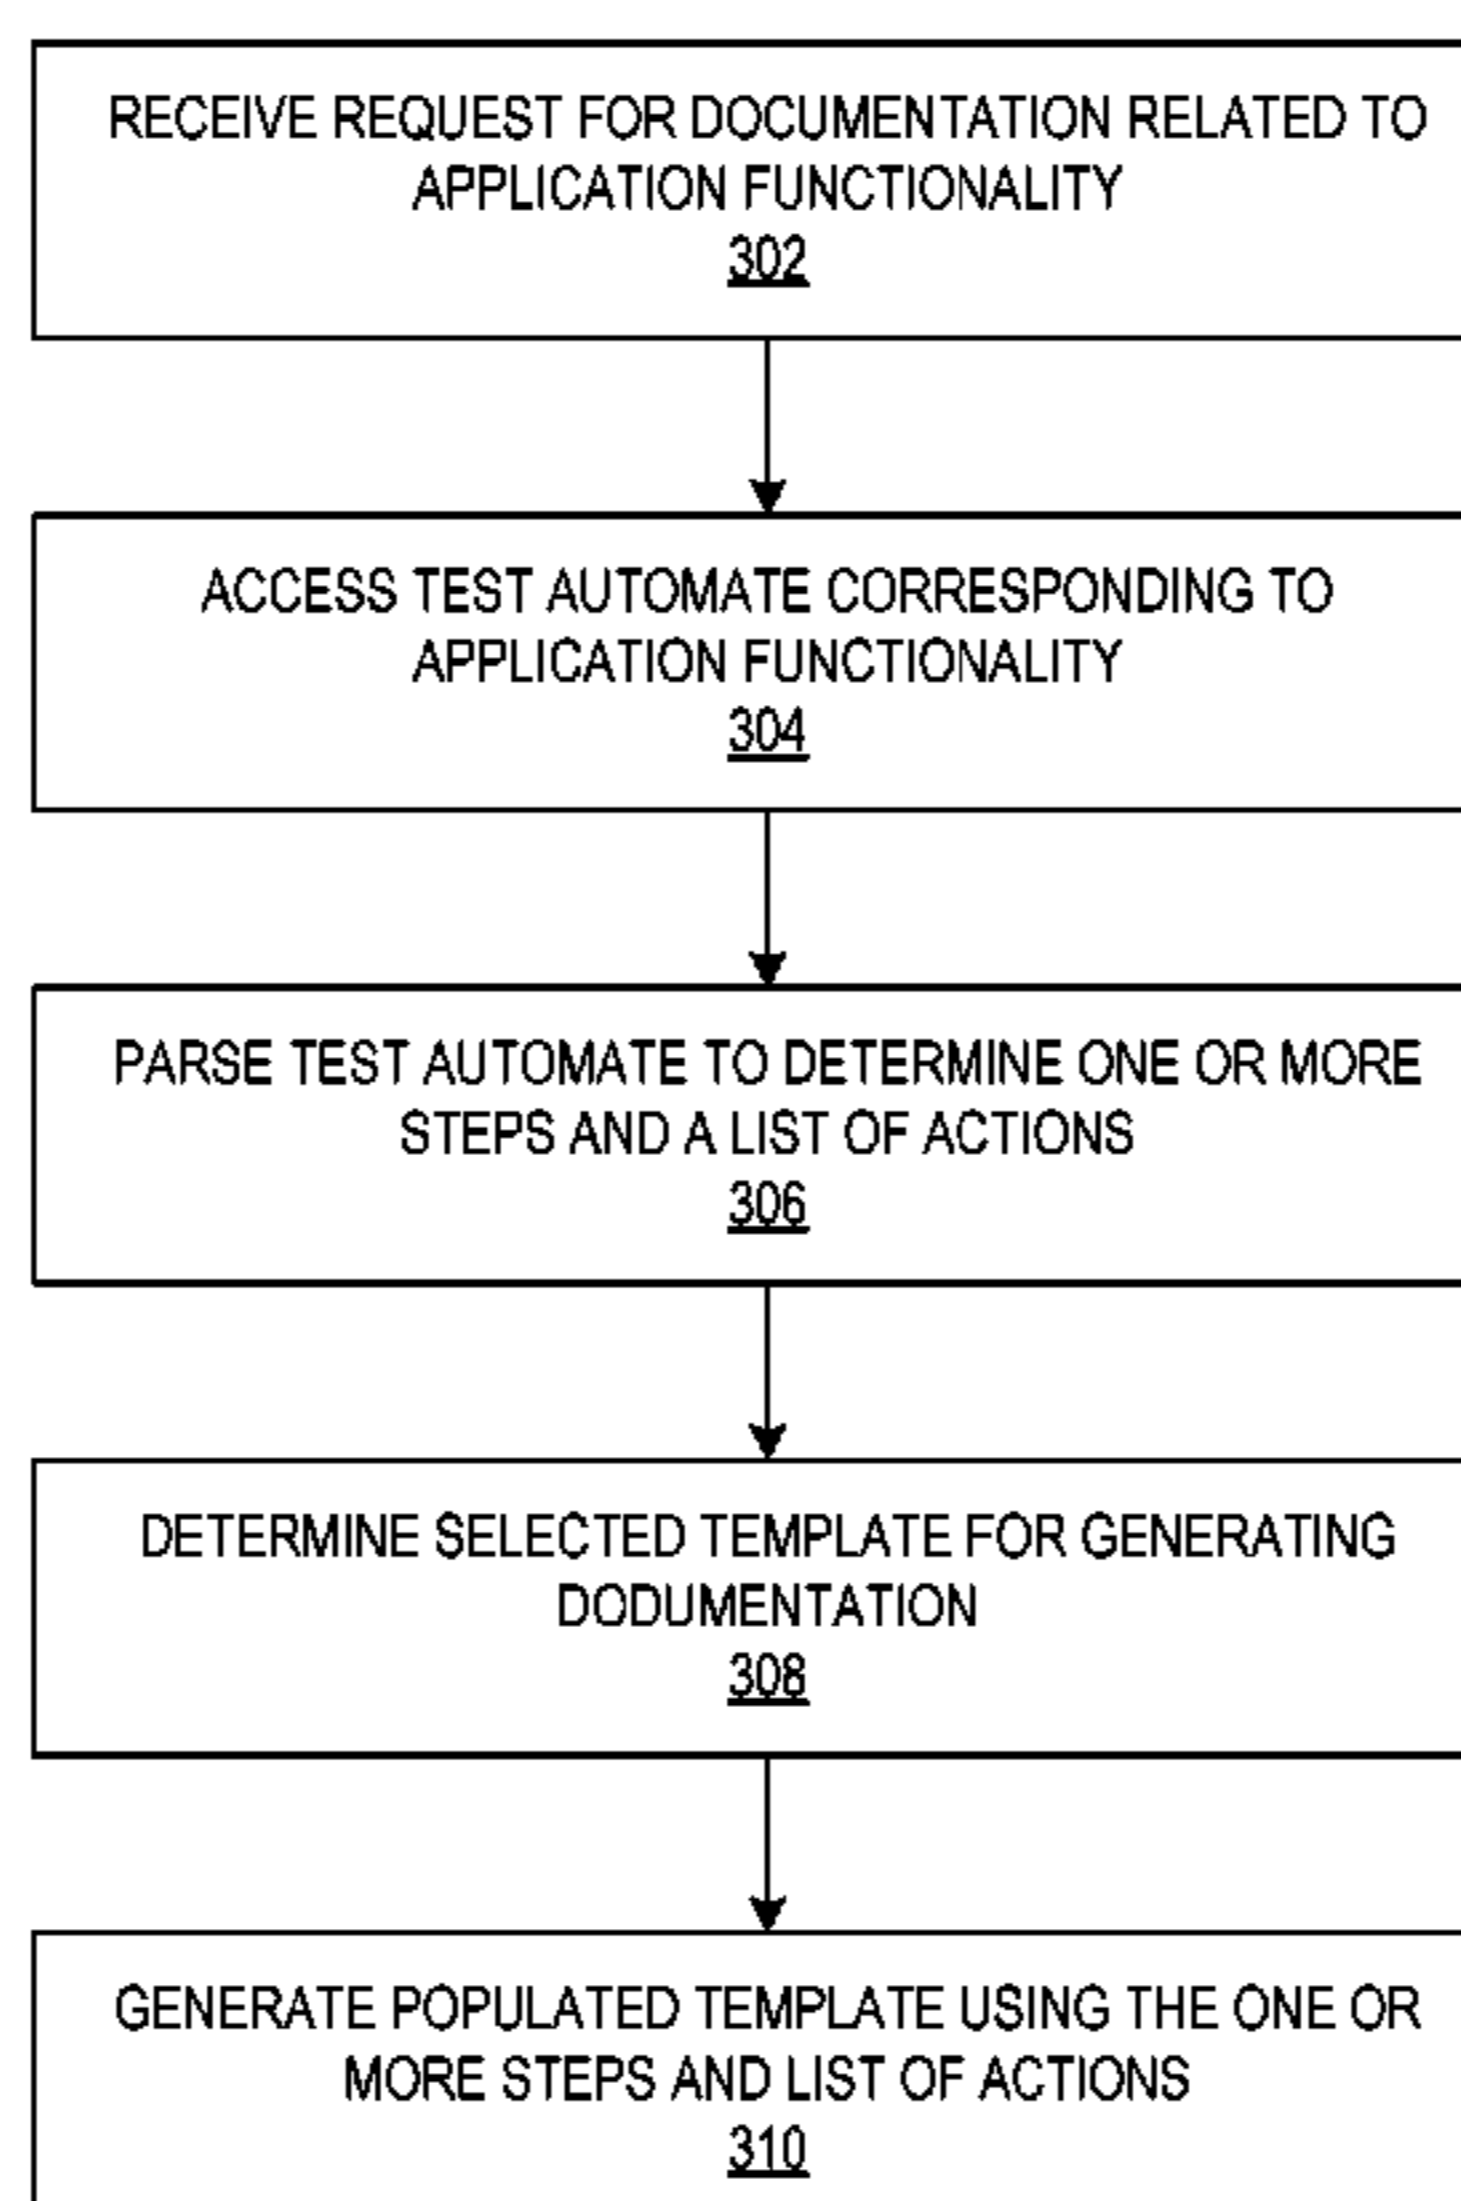 RECEIVE REQUEST FOR DOCUMENTATION RELATED TO
APPLICATION FUNCTIONALITY
302
ACCESS TEST AUTOMATE CORRESPONDING TO
APPLICATION FUNCTIONALITY
304
PARSE TEST AUTOMATE TO DETERMINE ONE OR MORE
STEPS AND A LIST OF ACTIONS
306
DETERMINE SELECTED TEMPLATE FOR GENERATING
DODUMENTATION
308
GENERATE POPULATED TEMPLATE USING THE ONE OR
MORE STEPS AND LIST OF ACTIONS
310